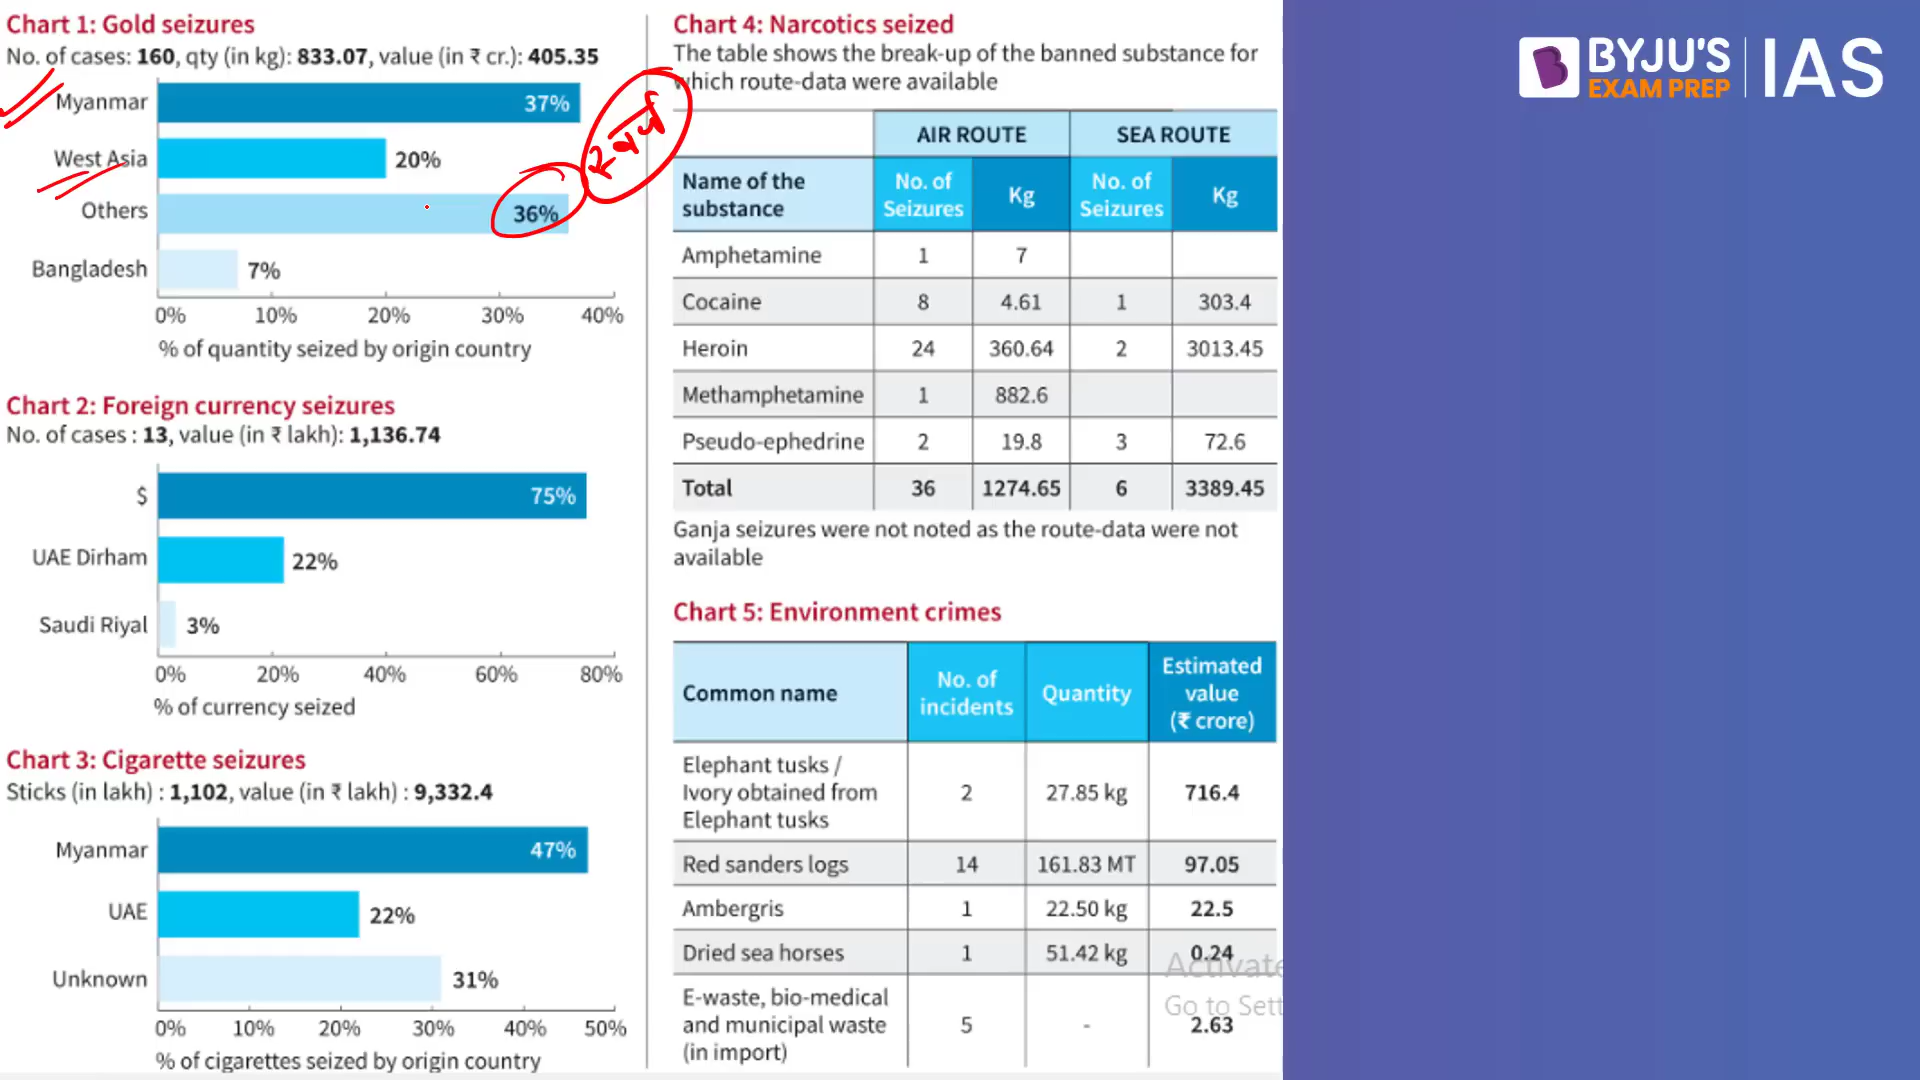 Chart 1: Gold seizures
No. of cases: 160, qty (in kg): 833.07, value (in ₹ cr.): 405.35
Myanmar 37%
West Asia 20%
Others 36%
Bangladesh 7%
0% 10% 20% 30% 40%
% of quantity seized by origin country
Chart 2: Foreign currency seizures
No. of cases : 13, value (in ₹ lakh): 1,136.74
$ 75%
UAE Dirham 22%
Saudi Riyal 3%
0% 20% 40% 60% 80%
% of currency seized
Chart 3: Cigarette seizures
Sticks (in lakh) : 1,102, value (in ₹ lakh) : 9,332.4
Myanmar 47%
UAE 22%
Unknown 31%
0% 10% 20% 30% 40% 50%
% of cigarettes seized by origin country
Chart 4: Narcotics seized
The table shows the break-up of the banned substance for
which route-data were available
AIR ROUTE SEA ROUTE
Name of the substance No. of Seizures Kg No. of Seizures Kg
Amphetamine 1 7
Cocaine 8 4.61 1 303.4
Heroin 24 360.64 2 3013.45
Methamphetamine 1 882.6
Pseudo-ephedrine 2 19.8 3 72.6
Total 36 1274.65 6 3389.45
Ganja seizures were not noted as the route-data were not
available
Chart 5: Environment crimes
Common name No. of incidents Quantity Estimated value (₹ crore)
Elephant tusks /
Ivory obtained from
Elephant tusks 2 27.85 kg 716.4
Red sanders logs 14 161.83 MT 97.05
Ambergris 1 22.50 kg 22.5
Dried sea horses 1 51.42 kg 0.24
E-waste, bio-medical
and municipal waste
(in import) 5 - 2.63
Activate
Go to Sett
BYJU'S
EXAM PREP
IAS